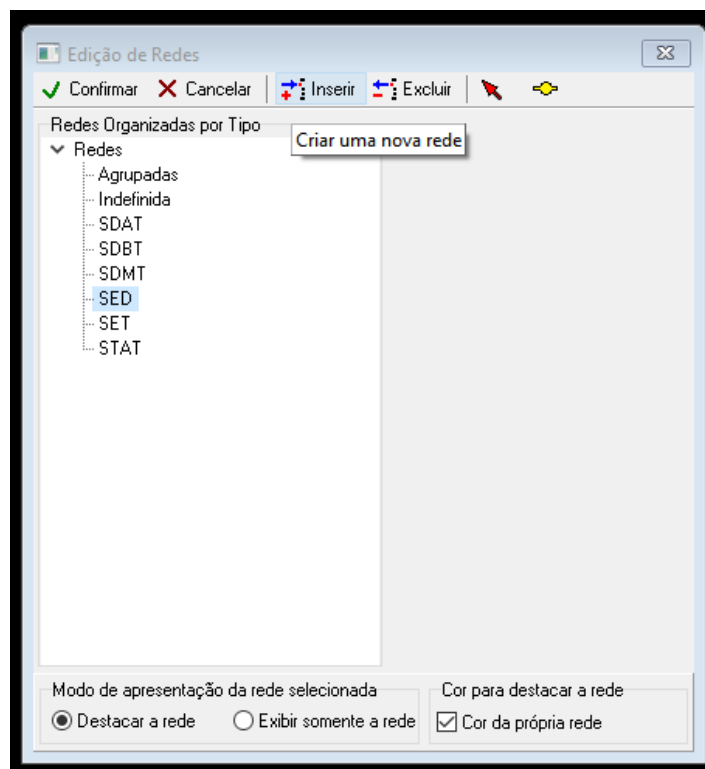 Edição de Redes
Confirmar Cancelar Inserir Excluir
Redes Organizadas por Tipo
Criar uma nova rede
Redes
Agrupadas
Indefinida
SDAT
SDBT
SDMT
SED
SET
STAT
Modo de apresentação da rede selecionada Cor para destacar a rede
Destacar a rede Exibir somente a rede Cor da própria rede